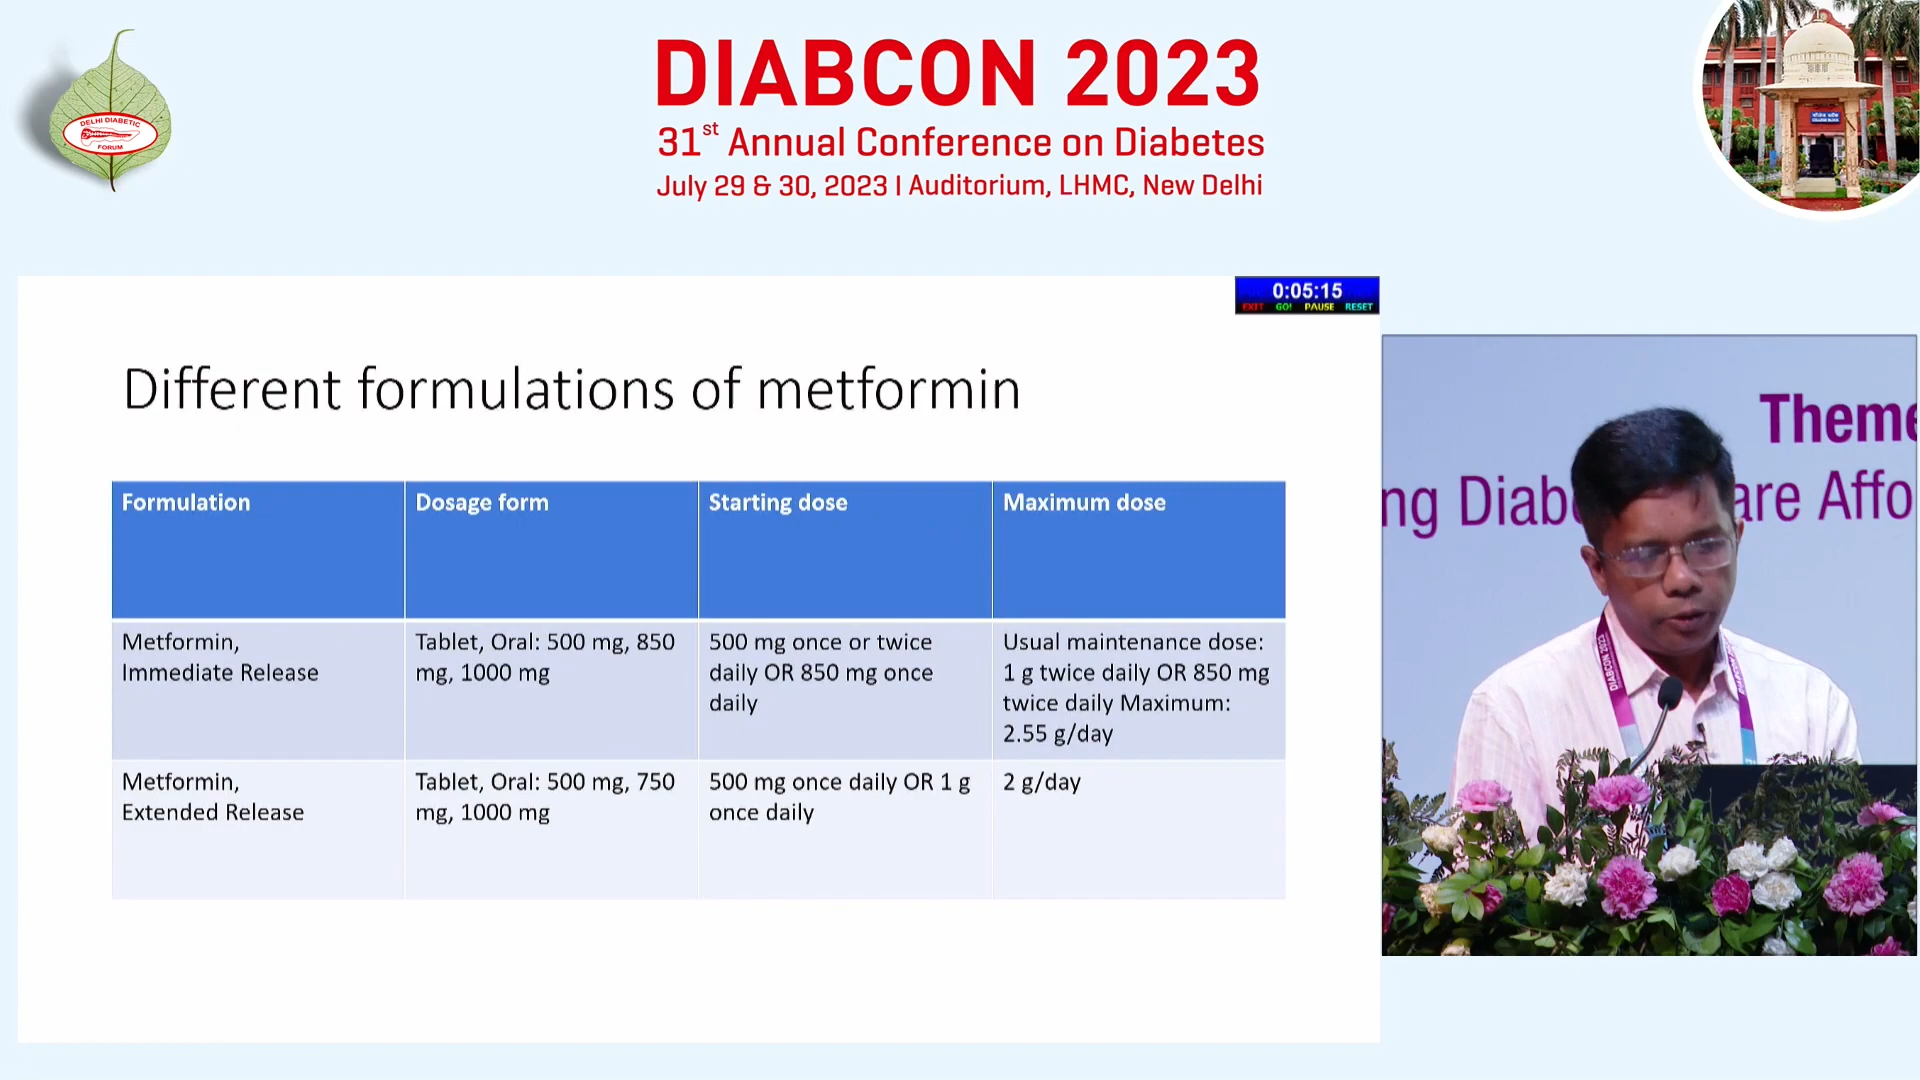 DELHI DIABETIC
FORUM
DIABCON 2023
31st Annual Conference on Diabetes
July 29 & 30, 2023 | Auditorium, LHMC, New Delhi
0:05:15
EXIT GO! PAUSE RESET
Different formulations of metformin
Formulation Dosage form Starting dose Maximum dose
Metformin,
Immediate Release
Tablet, Oral: 500 mg, 850
mg, 1000 mg
500 mg once or twice
daily OR 850 mg once
daily
Usual maintenance dose:
1 g twice daily OR 850 mg
twice daily Maximum:
2.55 g/day
Metformin,
Extended Release
Tablet, Oral: 500 mg, 750
mg, 1000 mg
500 mg once daily OR 1 g
once daily
2 g/day
Theme
ng Diab are Affo
DIABCON 2023